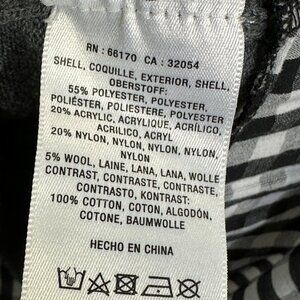 RN : 66170 CA : 32054
SHELL, COQUILLE, EXTERIOR, SHELL,
OBERSTOFF:
55% POLYESTER, POLYESTER,
POLIÉSTER, POLIESTERE, POLYESTER
20% ACRYLIC, ACRYLIQUE, ACRÍLICO,
ACRILICO, ACRYL
20% NYLON, NYLON, NYLON, NYLON,
NYLON
5% WOOL, LAINE, LANA, LANA, WOLLE
CONTRAST, CONTRASTE, CONTRASTE,
CONTRASTO, KONTRAST:
100% COTTON, COTON, ALGODÓN,
COTONE, BAUMWOLLE
HECHO EN CHINA